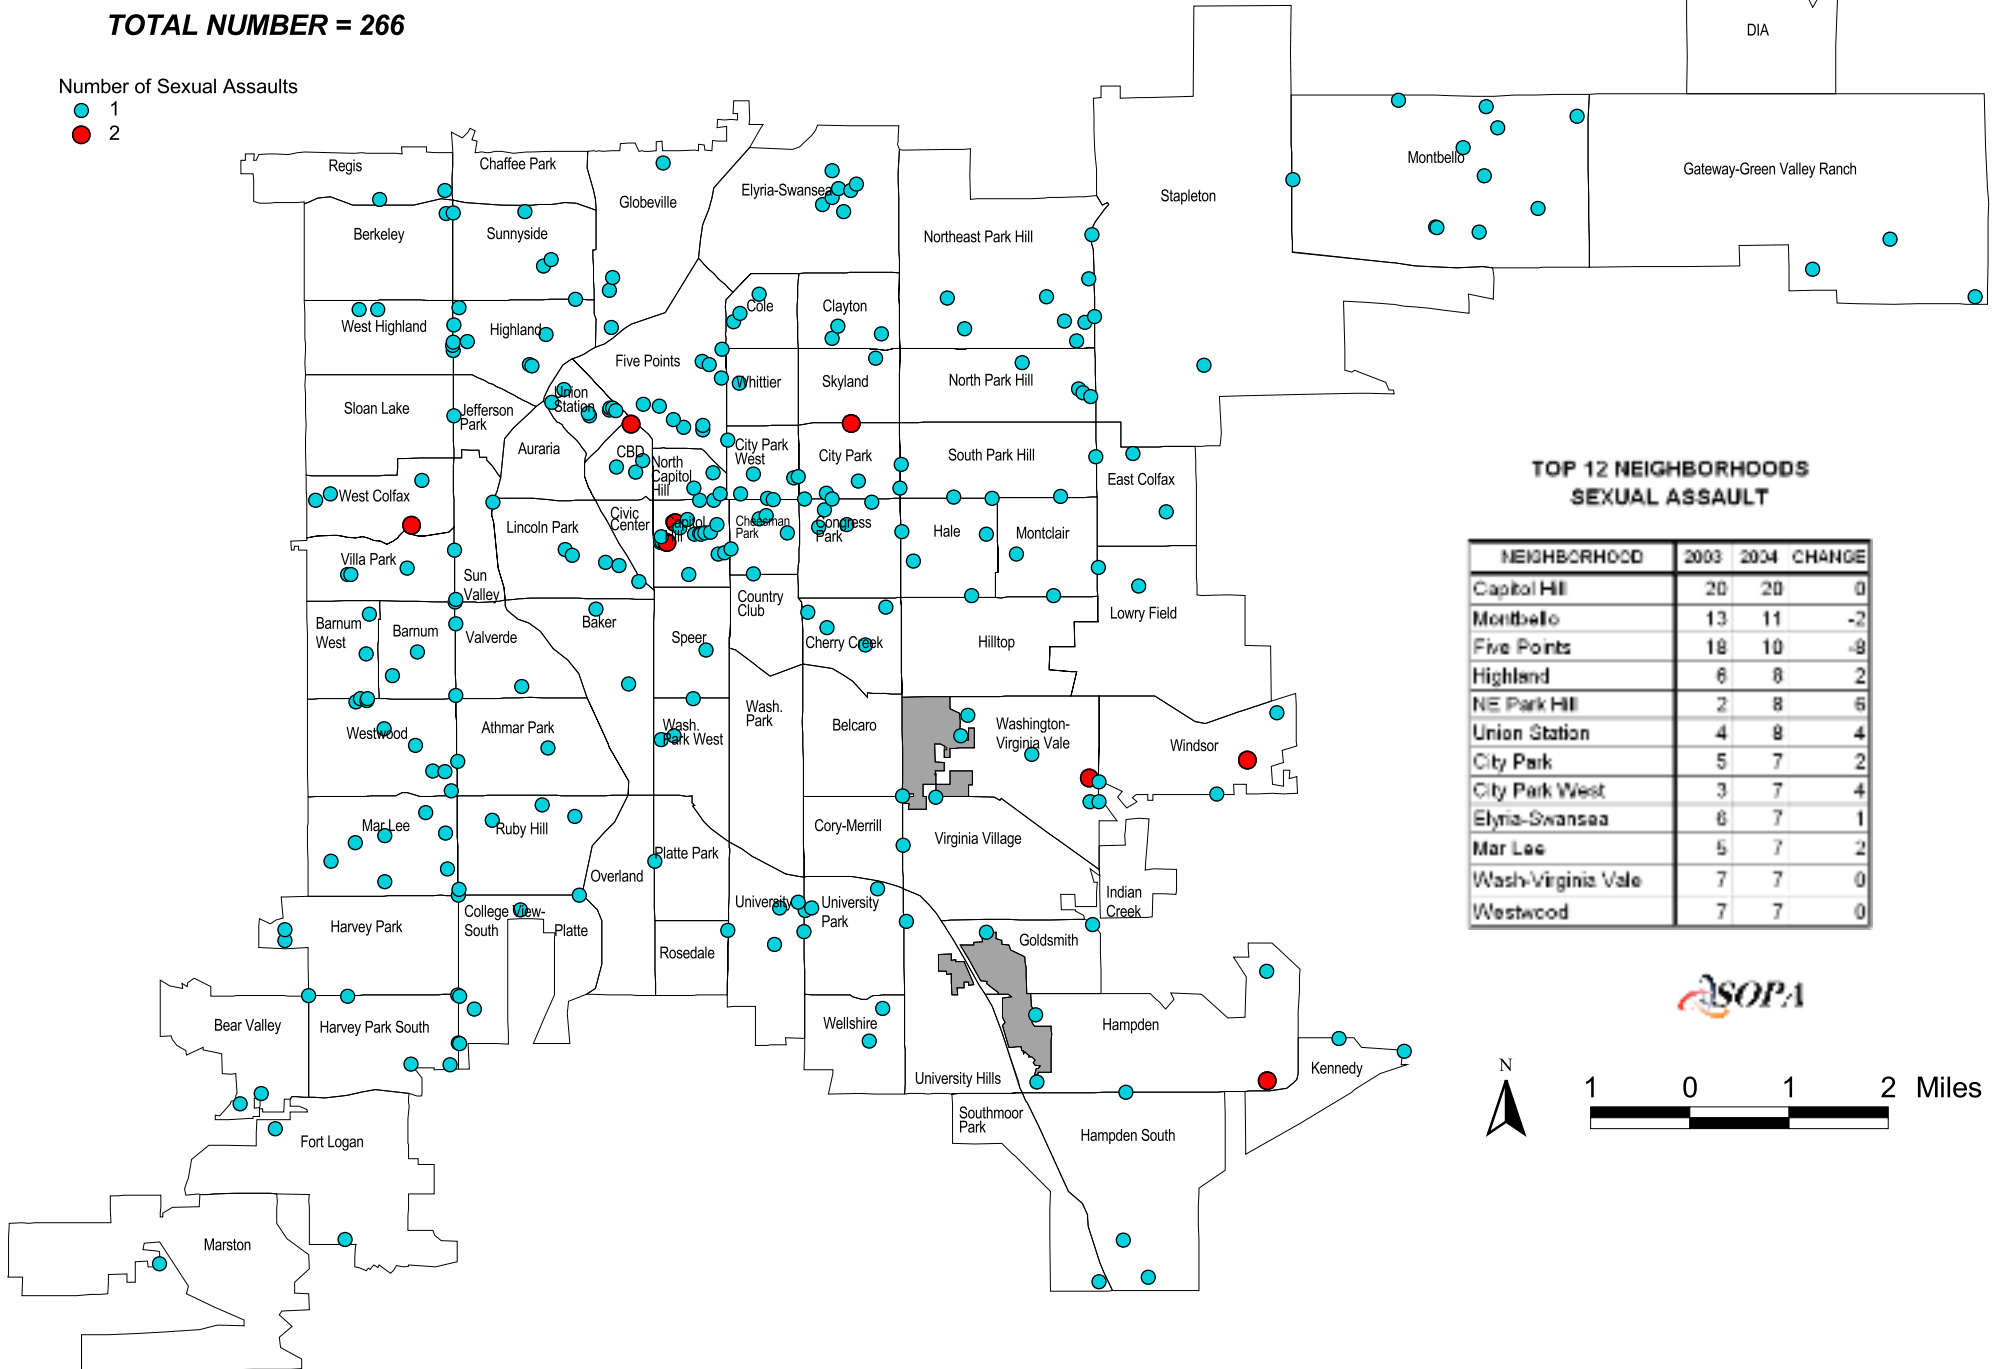 TOTAL NUMBER = 266
Number of Sexual Assaults
1
2
DIA
Regis
Chaffee Park
Globeville
Elyria-Swansea
Stapleton
Montbello
Gateway-Green Valley Ranch
Berkeley
Sunnyside
Northeast Park Hill
West Highland
Highland
Cole
Clayton
Five Points
Whittier
Skyland
North Park Hill
Sloan Lake
Jefferson
Park
Union
Station
Auraria
CBD
North
Capitol
Hill
City Park
West
City Park
South Park Hill
East Colfax
West Colfax
Lincoln Park
Civic
Center
Capitol
Hill
Cheesman
Park
Congress
Park
Hale
Montclair
Villa Park
Sun
Valley
Country
Club
Lowry Field
Barnum
West
Barnum
Valverde
Baker
Speer
Cherry Creek
Hilltop
Westwood
Athmar Park
Wash.
Park West
Wash.
Park
Belcaro
Washington-
Virginia Vale
Windsor
Mar Lee
Ruby Hill
Overland
Platte Park
Cory-Merrill
Virginia Village
Indian
Creek
Harvey Park
College View-
South
Platte
Rosedale
University
University
Park
Goldsmith
Bear Valley
Harvey Park South
Wellshire
University Hills
Hampden
Kennedy
Southmoor
Park
Hampden South
Fort Logan
Marston
TOP 12 NEIGHBORHOODS
SEXUAL ASSAULT
NEIGHBORHOOD 2003 2004 CHANGE
Capitol Hill 20 20 0
Montbello 13 11 -2
Five Points 18 10 -8
Highland 6 8 2
NE Park Hill 2 8 6
Union Station 4 8 4
City Park 5 7 2
City Park West 3 7 4
Elyria-Swansea 6 7 1
Mar Lee 5 7 2
Wash-Virginia Vale 7 7 0
Westwood 7 7 0
SOPA
N
1 0 1 2 Miles